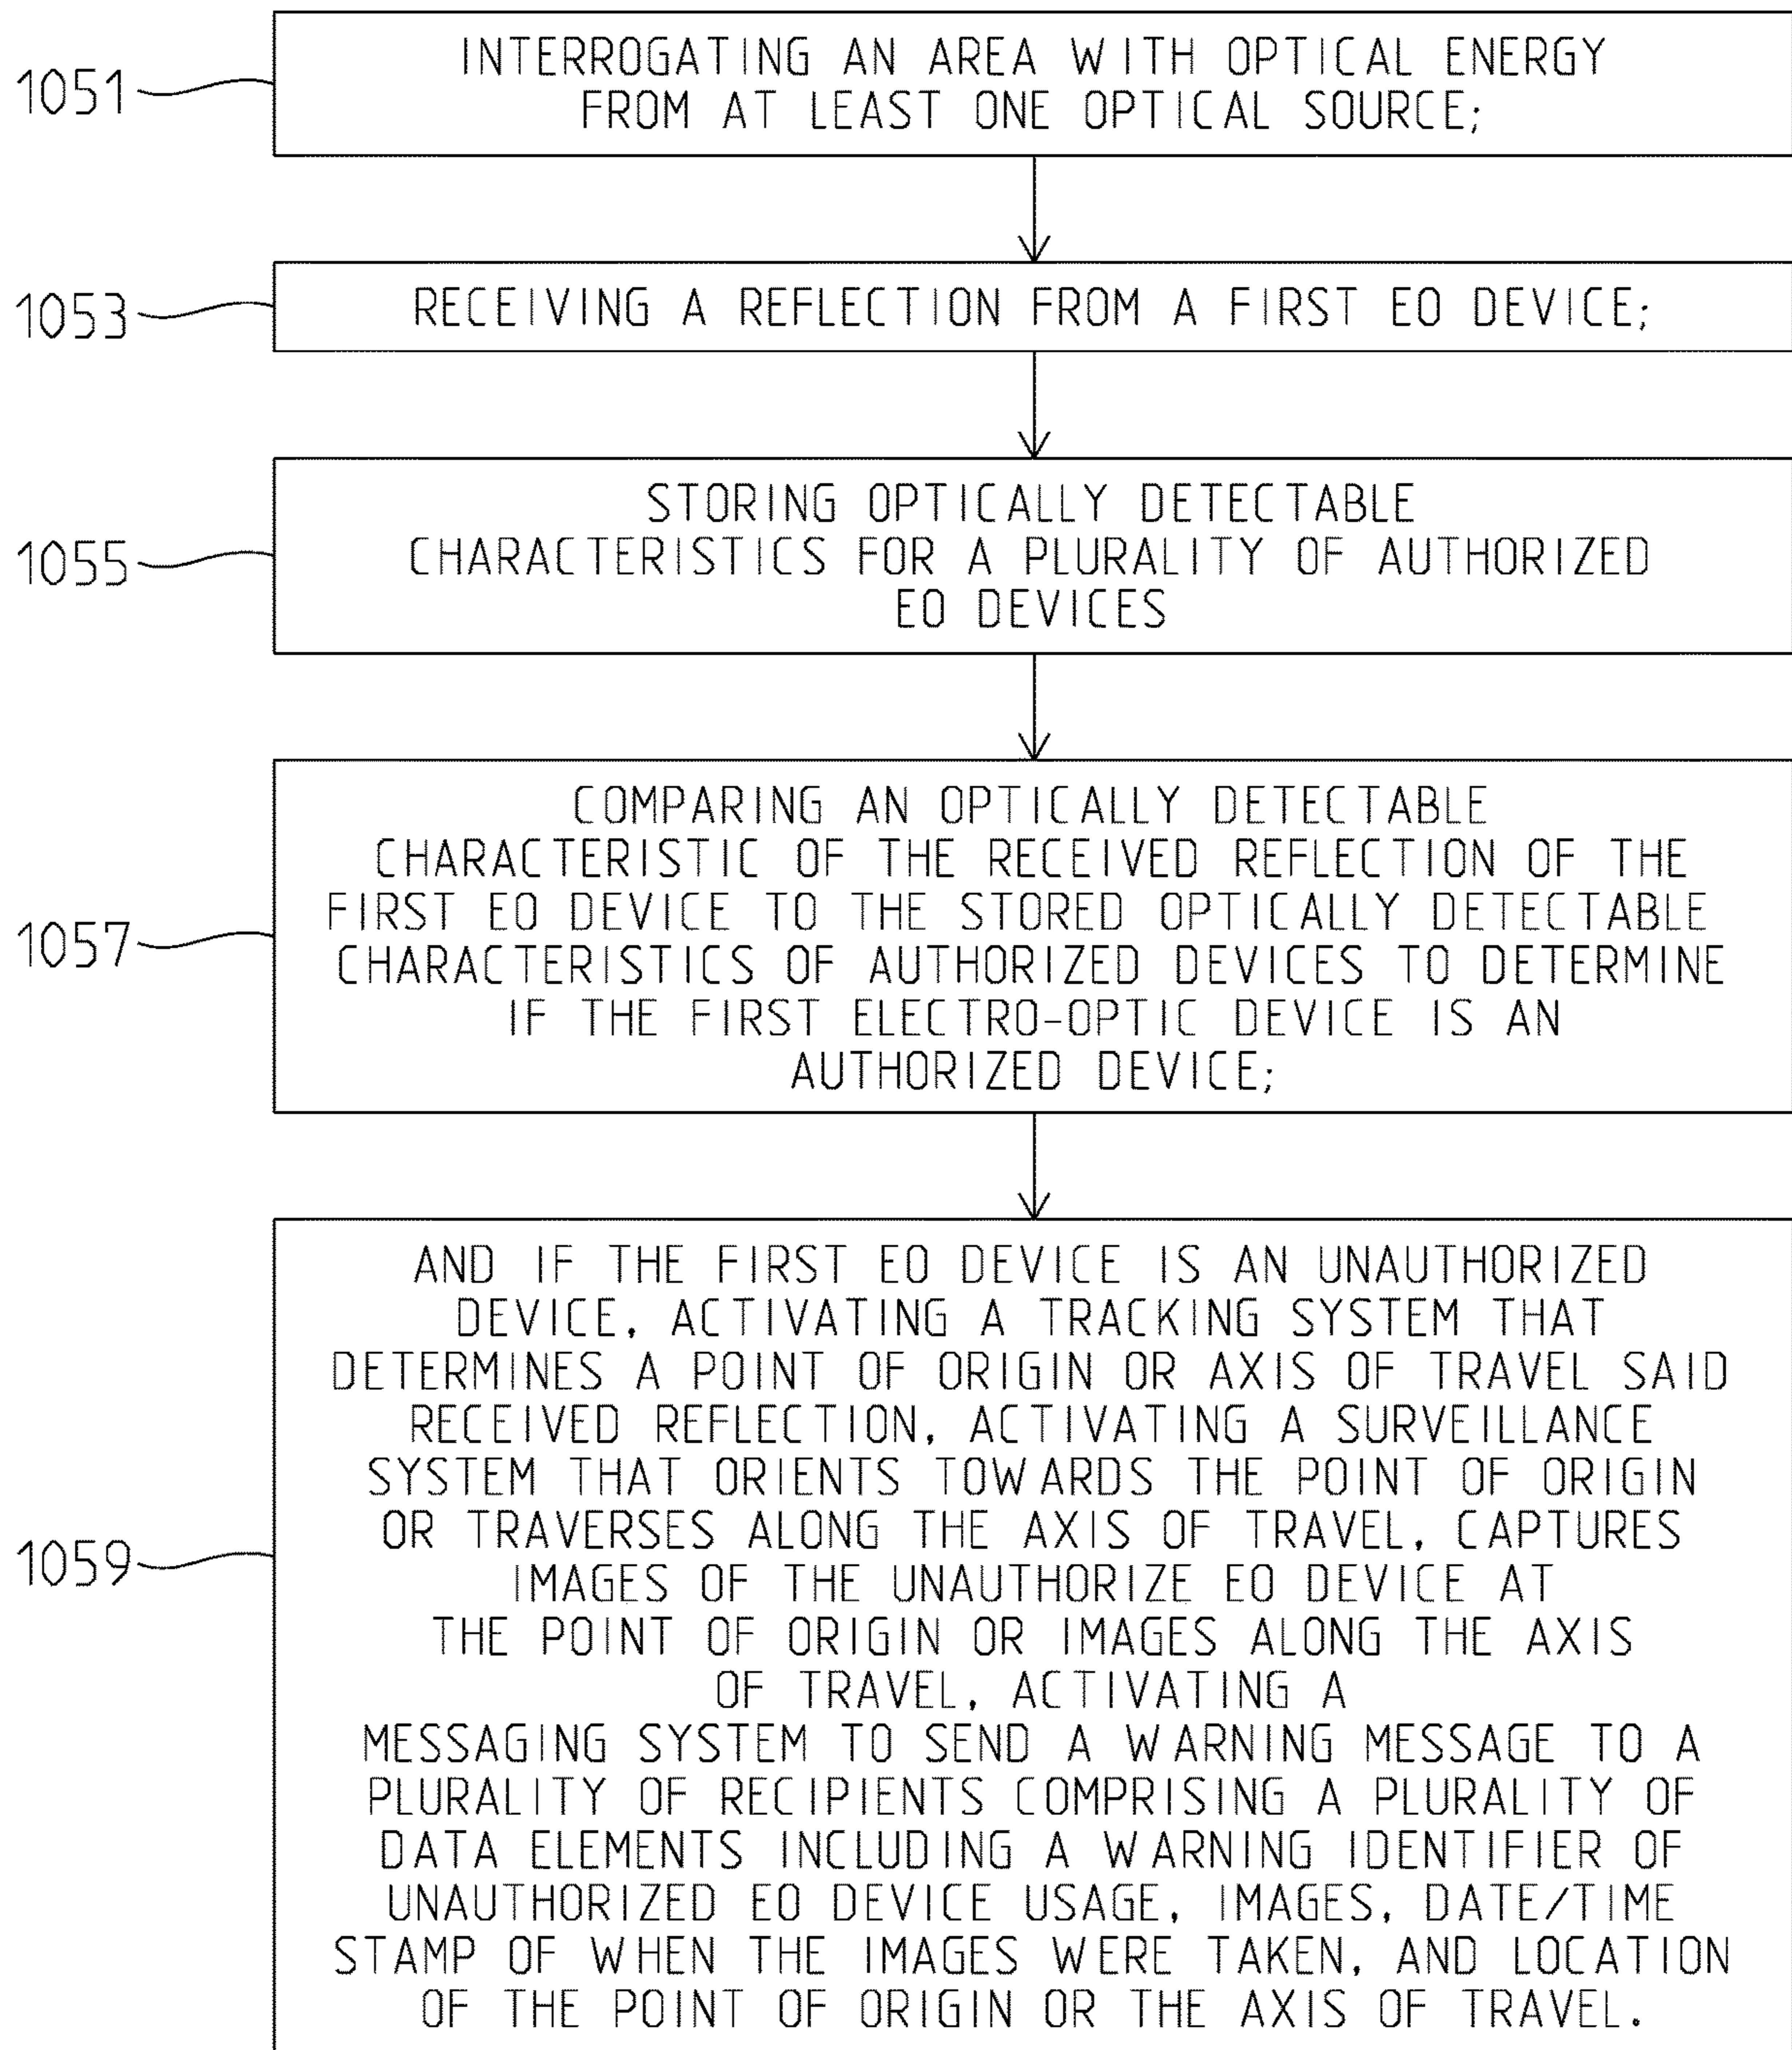 INTERROGATING AN AREA WITH OPTICAL ENERGY
FROM AT LEAST ONE OPTICAL SOURCE;
1051
RECEIVING A REFLECTION FROM A FIRST EO DEVICE;
1053
STORING OPTICALLY DETECTABLE
CHARACTERISTICS FOR A PLURALITY OF AUTHORIZED
EO DEVICES
1055
COMPARING AN OPTICALLY DETECTABLE
CHARACTERISTIC OF THE RECEIVED REFLECTION OF THE
FIRST EO DEVICE TO THE STORED OPTICALLY DETECTABLE
CHARACTERISTICS OF AUTHORIZED DEVICES TO DETERMINE
IF THE FIRST ELECTRO-OPTIC DEVICE IS AN
AUTHORIZED DEVICE;
1057
AND IF THE FIRST EO DEVICE IS AN UNAUTHORIZED
DEVICE, ACTIVATING A TRACKING SYSTEM THAT
DETERMINES A POINT OF ORIGIN OR AXIS OF TRAVEL SAID
RECEIVED REFLECTION, ACTIVATING A SURVEILLANCE
SYSTEM THAT ORIENTS TOWARDS THE POINT OF ORIGIN
OR TRAVERSES ALONG THE AXIS OF TRAVEL, CAPTURES
IMAGES OF THE UNAUTHORIZE EO DEVICE AT
THE POINT OF ORIGIN OR IMAGES ALONG THE AXIS
OF TRAVEL, ACTIVATING A
MESSAGING SYSTEM TO SEND A WARNING MESSAGE TO A
PLURALITY OF RECIPIENTS COMPRISING A PLURALITY OF
DATA ELEMENTS INCLUDING A WARNING IDENTIFIER OF
UNAUTHORIZED EO DEVICE USAGE, IMAGES, DATE/TIME
STAMP OF WHEN THE IMAGES WERE TAKEN, AND LOCATION
OF THE POINT OF ORIGIN OR THE AXIS OF TRAVEL.
1059